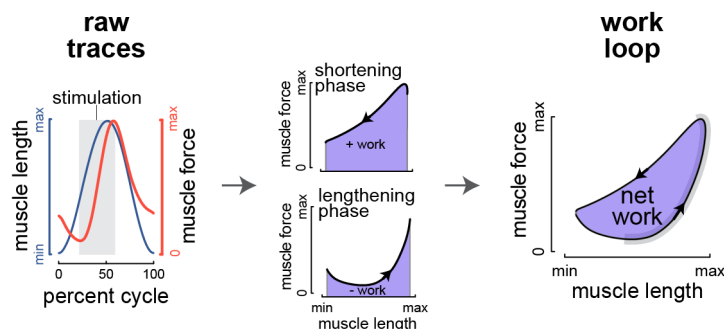 raw
traces
stimulation
max
muscle length
min
max
muscle force
0
0
50
100
percent cycle
shortening
phase
max
muscle force
0
+ work
lengthening
phase
max
muscle force
0
- work
min
max
muscle length
work
loop
max
muscle force
0
net
work
min
max
muscle length